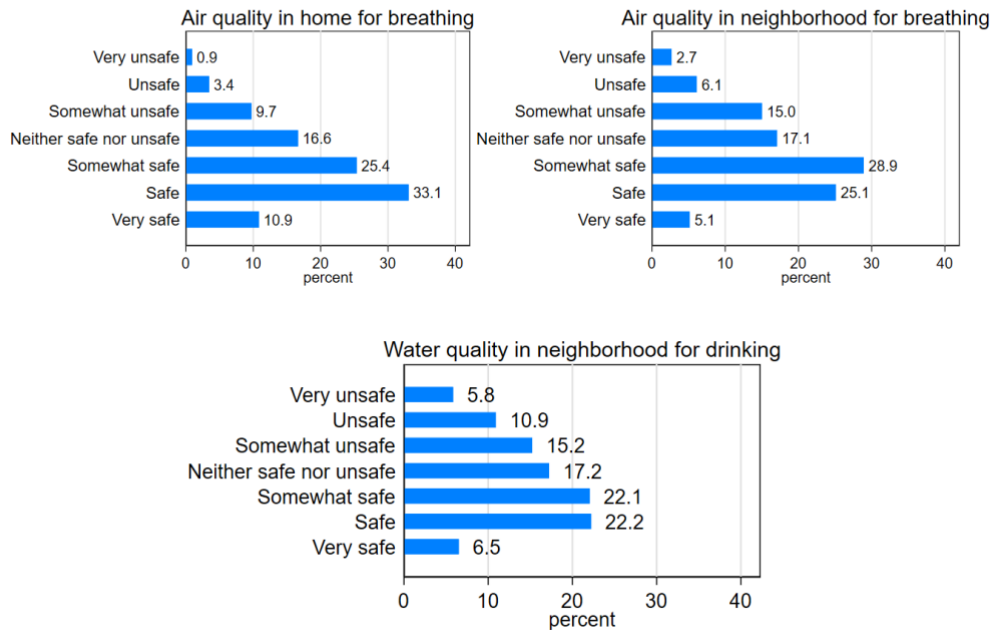 Air quality in home for breathing
Very unsafe 0.9
Unsafe 3.4
Somewhat unsafe 9.7
Neither safe nor unsafe 16.6
Somewhat safe 25.4
Safe 33.1
Very safe 10.9
0 10 20 30 40
percent
Air quality in neighborhood for breathing
Very unsafe 2.7
Unsafe 6.1
Somewhat unsafe 15.0
Neither safe nor unsafe 17.1
Somewhat safe 28.9
Safe 25.1
Very safe 5.1
0 10 20 30 40
percent
Water quality in neighborhood for drinking
Very unsafe 5.8
Unsafe 10.9
Somewhat unsafe 15.2
Neither safe nor unsafe 17.2
Somewhat safe 22.1
Safe 22.2
Very safe 6.5
0 10 20 30 40
percent